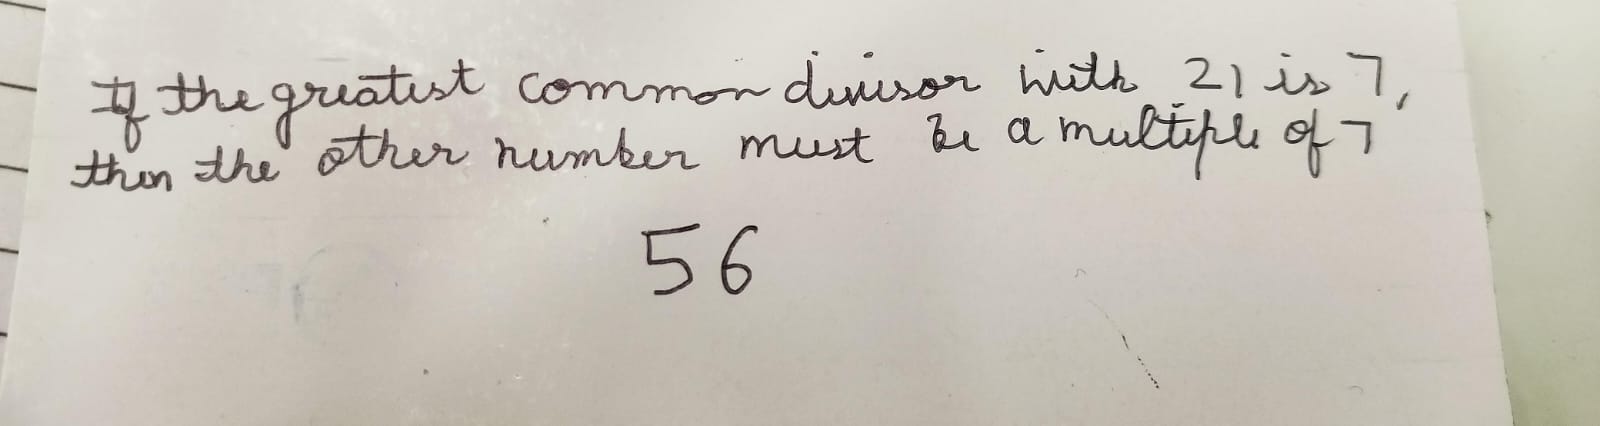 If the greatest common divisor with 21 is 7,
then the other number must be a multiple of 7
56